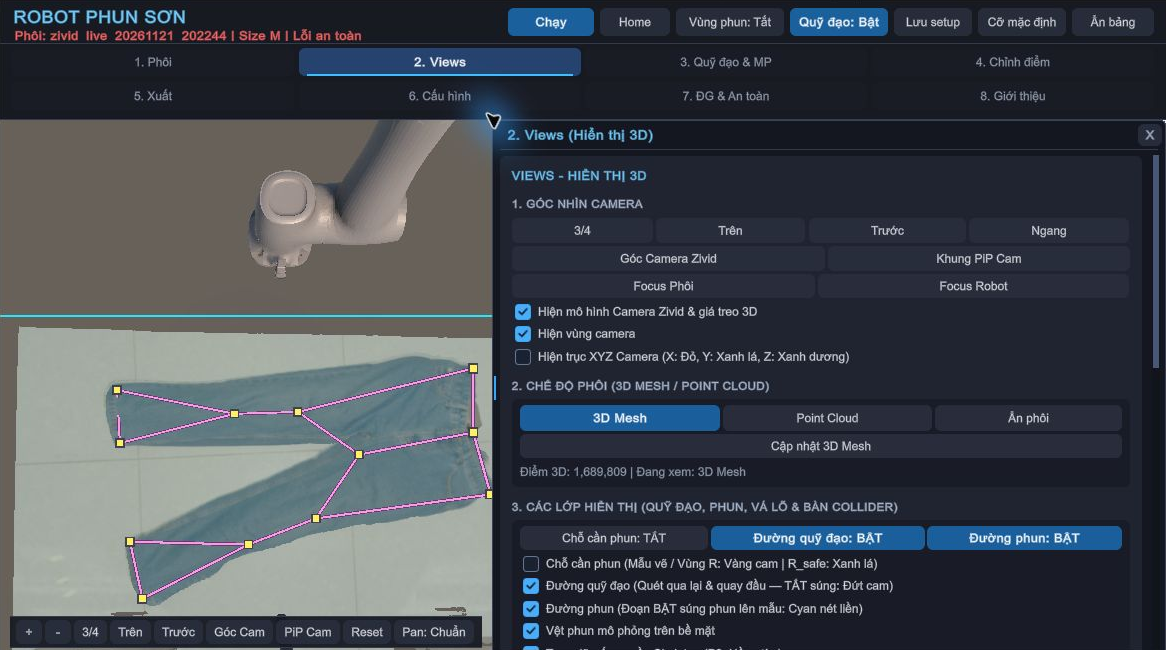 ROBOT PHUN SƠN
Phôi: zivid_live_20261121_202244 | Size M | Lỗi an toàn
Chạy
Home
Vùng phun: Tắt
Quỹ đạo: Bật
Lưu setup
Cỡ mặc định
Ẩn bảng
1. Phôi
2. Views
3. Quỹ đạo & MP
4. Chỉnh điểm
5. Xuất
6. Cấu hình
7. ĐG & An toàn
8. Giới thiệu
2. Views (Hiển thị 3D)
X
VIEWS - HIỂN THỊ 3D
1. GÓC NHÌN CAMERA
3/4
Trên
Trước
Ngang
Góc Camera Zivid
Khung PiP Cam
Focus Phôi
Focus Robot
Hiện mô hình Camera Zivid & giá treo 3D
Hiện vùng camera
Hiện trục XYZ Camera (X: Đỏ, Y: Xanh lá, Z: Xanh dương)
2. CHẾ ĐỘ PHÔI (3D MESH / POINT CLOUD)
3D Mesh
Point Cloud
Ẩn phôi
Cập nhật 3D Mesh
Điểm 3D: 1,689,809 | Đang xem: 3D Mesh
3. CÁC LỚP HIỂN THỊ (QUỸ ĐẠO, PHUN, VÁ LỖ & BÀN COLLIDER)
Chỗ cần phun: TẮT
Đường quỹ đạo: BẬT
Đường phun: BẬT
Chỗ cần phun (Mẫu vẽ / Vùng R: Vàng cam | R_safe: Xanh lá)
Đường quỹ đạo (Quét qua lại & quay đầu — TẮT súng: Đứt cam)
Đường phun (Đoạn BẬT súng phun lên mẫu: Cyan nét liền)
Vệt phun mô phỏng trên bề mặt
+
-
3/4
Trên
Trước
Góc Cam
PiP Cam
Reset
Pan: Chuẩn